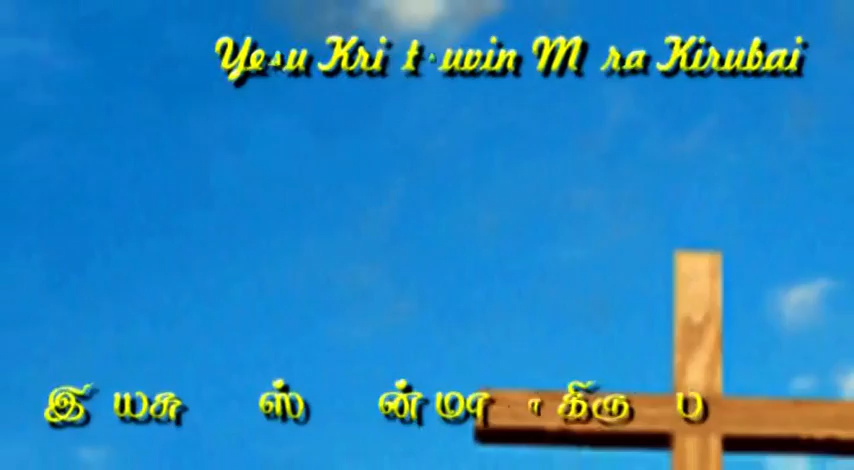 Yesu Kri t uvin M ra Kirubai
இ யசு ஸ் ன் மா ா கிரு ப